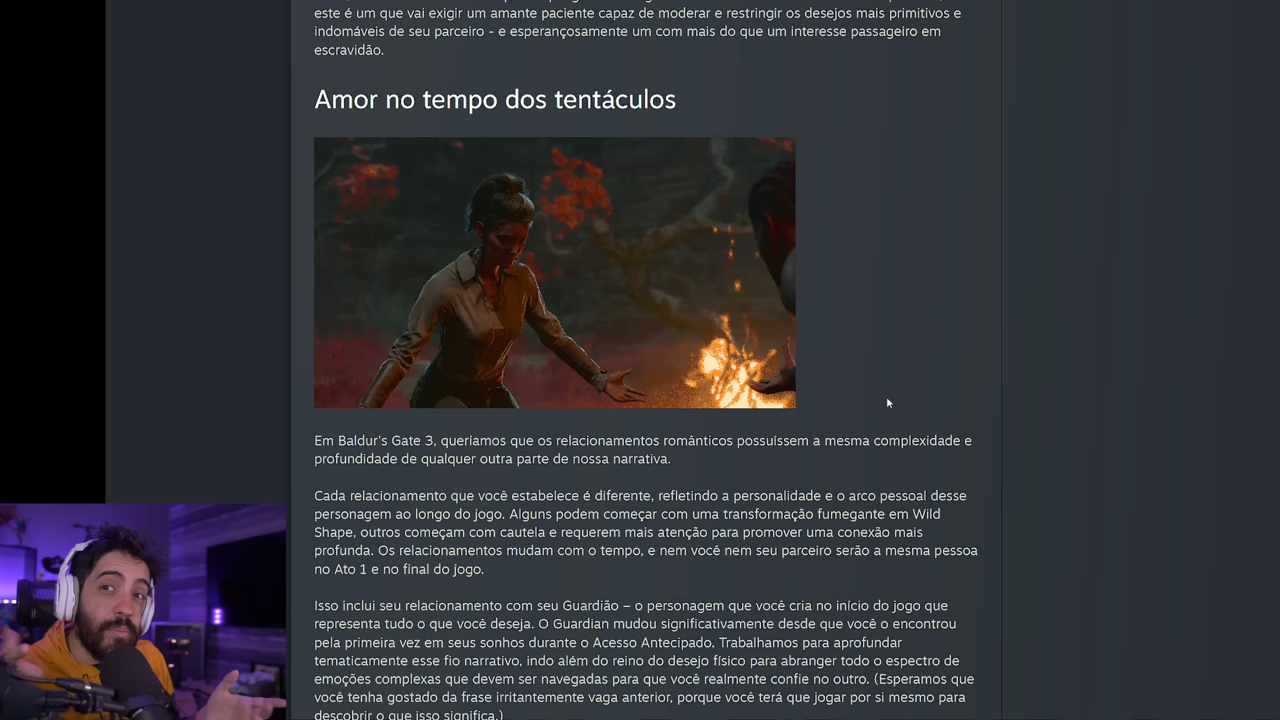 este é um que vai exigir um amante paciente capaz de moderar e restringir os desejos mais primitivos e
indomáveis de seu parceiro - e esperançosamente um com mais do que um interesse passageiro em
escravidão.
Amor no tempo dos tentáculos
Em Baldur's Gate 3, queríamos que os relacionamentos românticos possuíssem a mesma complexidade e
profundidade de qualquer outra parte de nossa narrativa.
Cada relacionamento que você estabelece é diferente, refletindo a personalidade e o arco pessoal desse
personagem ao longo do jogo. Alguns podem começar com uma transformação fumegante em Wild
Shape, outros começam com cautela e requerem mais atenção para promover uma conexão mais
profunda. Os relacionamentos mudam com o tempo, e nem você nem seu parceiro serão a mesma pessoa
no Ato 1 e no final do jogo.
Isso inclui seu relacionamento com seu Guardião – o personagem que você cria no início do jogo que
representa tudo o que você deseja. O Guardian mudou significativamente desde que você o encontrou
pela primeira vez em seus sonhos durante o Acesso Antecipado. Trabalhamos para aprofundar
tematicamente esse fio narrativo, indo além do reino do desejo físico para abranger todo o espectro de
emoções complexas que devem ser navegadas para que você realmente confie no outro. (Esperamos que
você tenha gostado da frase irritantemente vaga anterior, porque você terá que jogar por si mesmo para
descobrir o que isso significa.)